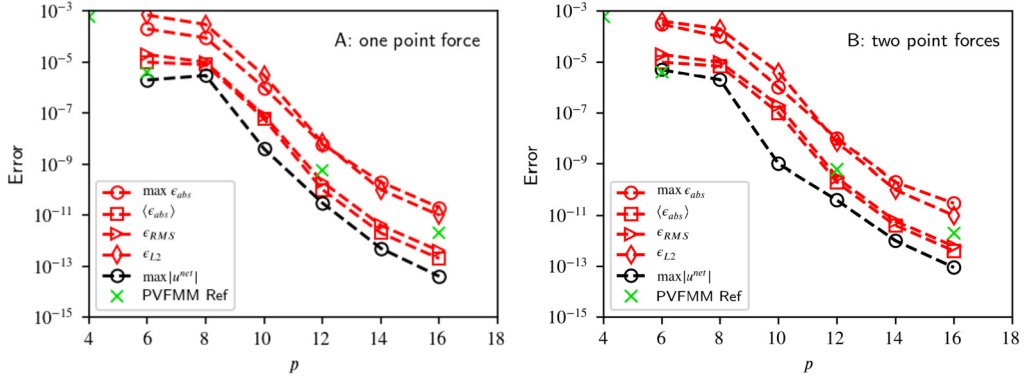 A: one point force
Error
10⁻³
10⁻⁵
10⁻⁷
10⁻⁹
10⁻¹¹
10⁻¹³
10⁻¹⁵
max ϵ_abs
⟨ϵ_abs⟩
ϵ_RMS
ϵ_L2
max|u^net|
PVFMM Ref
4 6 8 10 12 14 16 18
p
B: two point forces
Error
10⁻³
10⁻⁵
10⁻⁷
10⁻⁹
10⁻¹¹
10⁻¹³
10⁻¹⁵
max ϵ_abs
⟨ϵ_abs⟩
ϵ_RMS
ϵ_L2
max|u^net|
PVFMM Ref
4 6 8 10 12 14 16 18
p